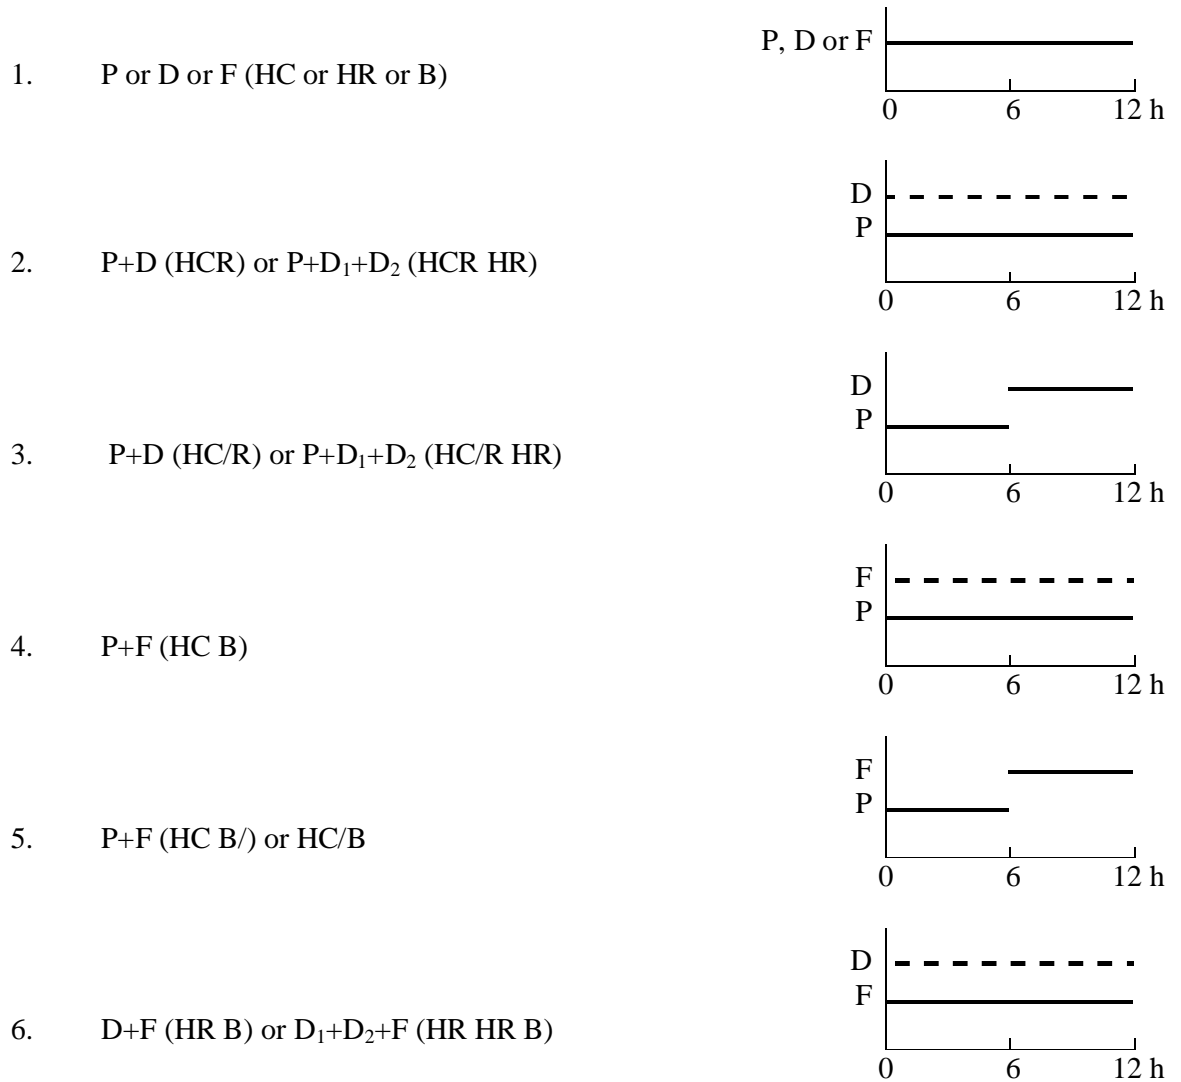 P, D or F
1. P or D or F (HC or HR or B)
0 6 12 h
D
P
2. P+D (HCR) or P+D₁+D₂ (HCR HR)
0 6 12 h
D
P
3. P+D (HC/R) or P+D₁+D₂ (HC/R HR)
0 6 12 h
F
P
4. P+F (HC B)
0 6 12 h
F
P
5. P+F (HC B/) or HC/B
0 6 12 h
D
F
6. D+F (HR B) or D₁+D₂+F (HR HR B)
0 6 12 h